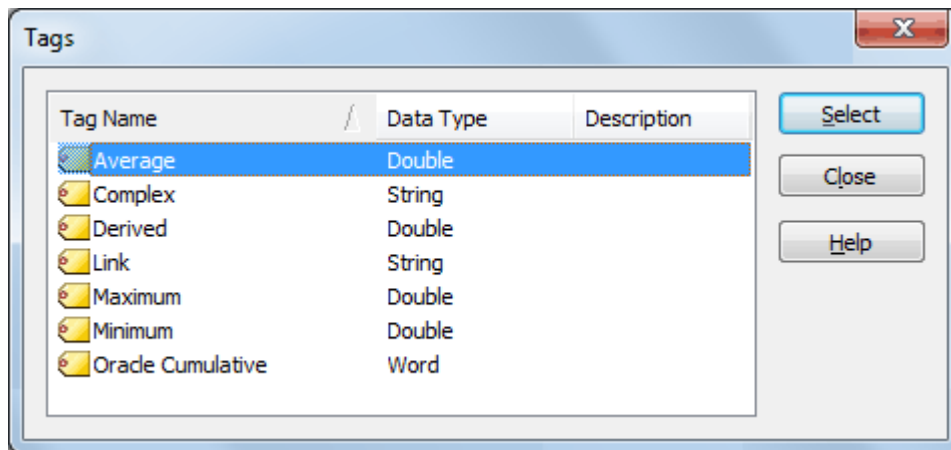 Tags
Tag Name Data Type Description
Average Double
Complex String
Derived Double
Link String
Maximum Double
Minimum Double
Oracle Cumulative Word
Select
Close
Help